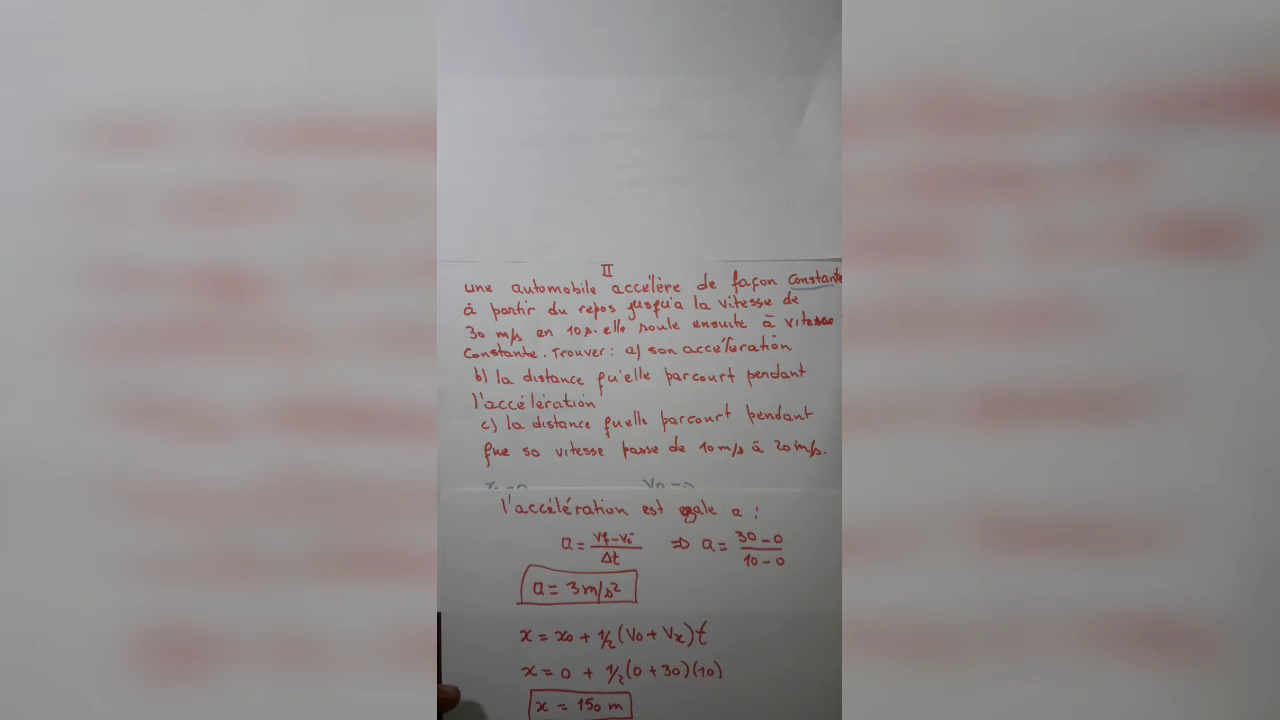 II
une automobile accélère de façon constante
à partir du repos jusqu'a la vitesse de
30 m/s en 10s. elle roule ensuite à vitesse
constante. Trouver: a) son accélération
b) la distance qu'elle parcourt pendant
l'accélération
c) la distance qu'elle parcourt pendant
que sa vitesse passe de 10 m/s à 20 m/s.
l'accélération est egale a :
a = vf - vi / Δt ⇒ a = 30 - 0 / 10 - 0
a = 3 m/s²
x = x0 + 1/2 (V0 + Vx) t
x = 0 + 1/2 (0 + 30) (10)
x = 150 m